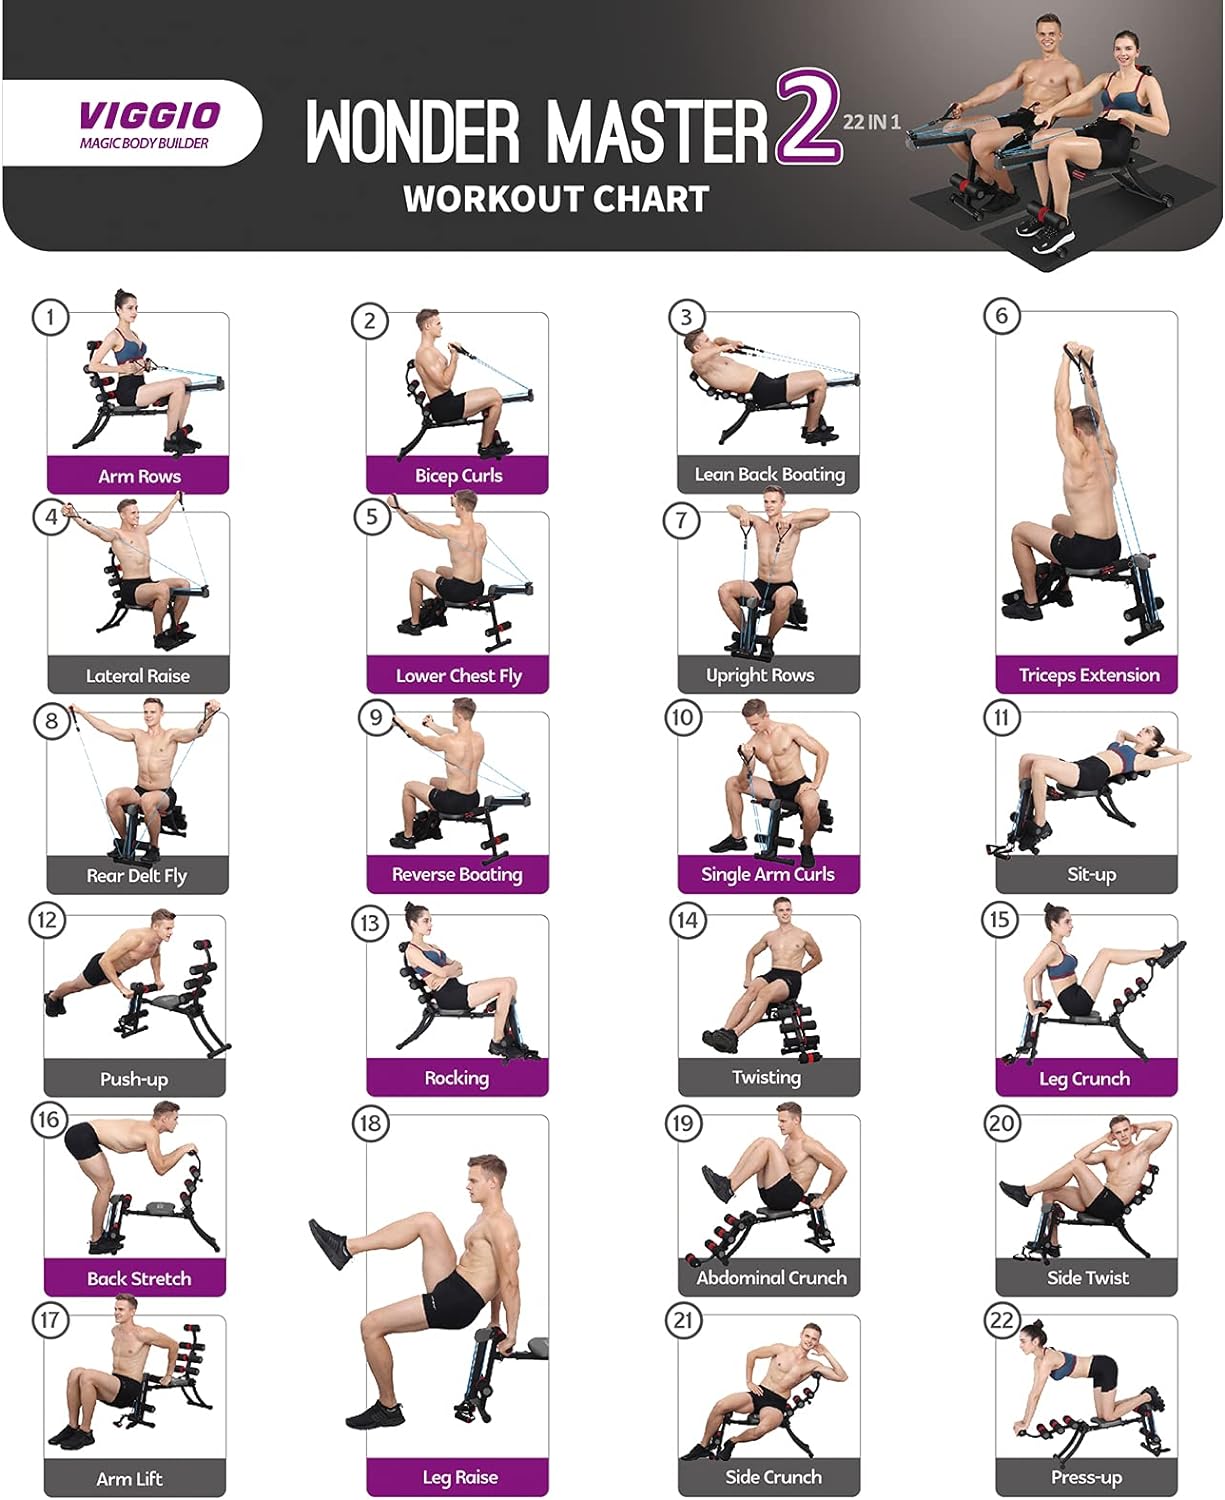 VIGGIO
MAGIC BODY BUILDER
WONDER MASTER 2
22 IN 1
WORKOUT CHART
1
Arm Rows
2
Bicep Curls
3
Lean Back Boating
6
Triceps Extension
4
Lateral Raise
5
Lower Chest Fly
7
Upright Rows
8
Rear Delt Fly
9
Reverse Boating
10
Single Arm Curls
11
Sit-up
12
Push-up
13
Rocking
14
Twisting
15
Leg Crunch
16
Back Stretch
18
Leg Raise
19
Abdominal Crunch
20
Side Twist
17
Arm Lift
21
Side Crunch
22
Press-up